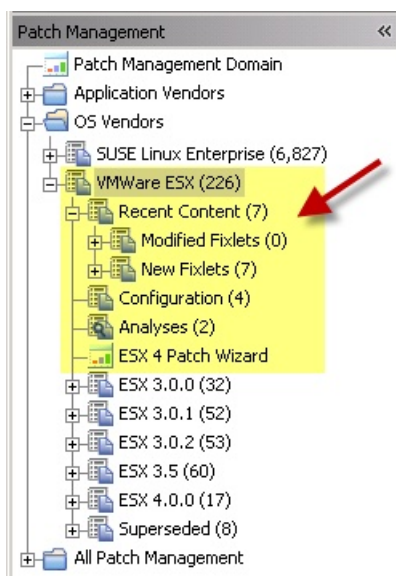 Patch Management «
Patch Management Domain
Application Vendors
OS Vendors
SUSE Linux Enterprise (6,827)
VMWare ESX (226)
Recent Content (7)
Modified Fixlets (0)
New Fixlets (7)
Configuration (4)
Analyses (2)
ESX 4 Patch Wizard
ESX 3.0.0 (32)
ESX 3.0.1 (52)
ESX 3.0.2 (53)
ESX 3.5 (60)
ESX 4.0.0 (17)
Superseded (8)
All Patch Management